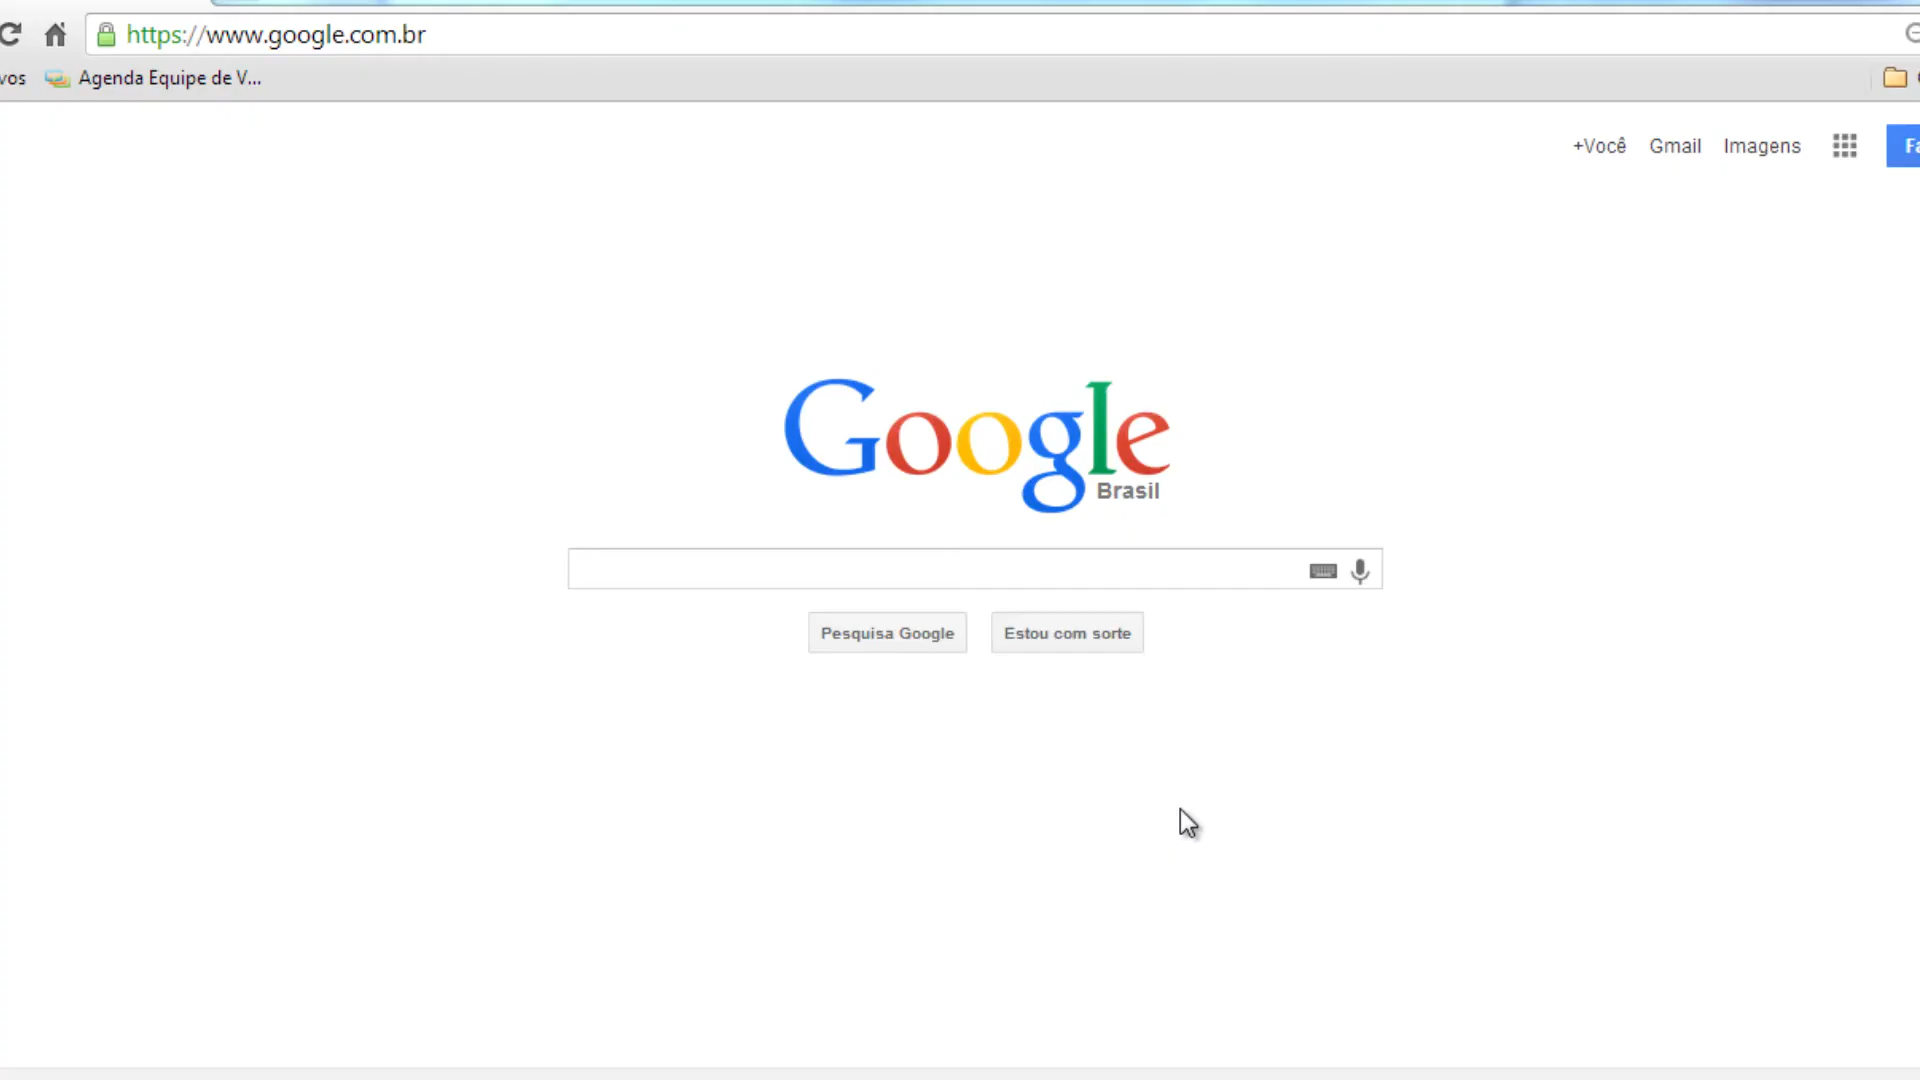 https://www.google.com.br
vos Agenda Equipe de V...
+Você Gmail Imagens Fa
Google
Brasil
Pesquisa Google Estou com sorte